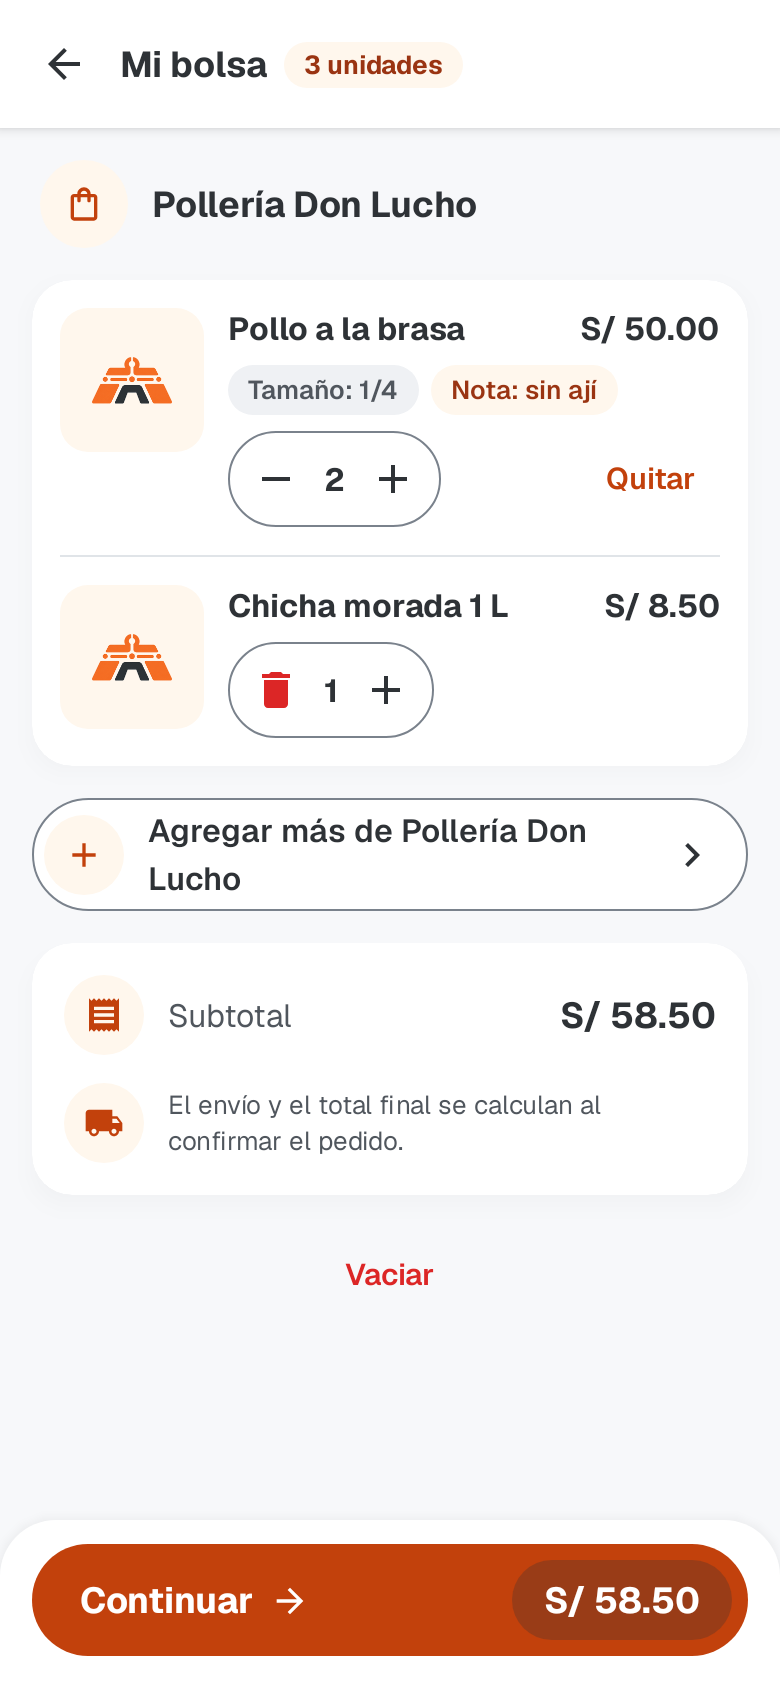 Mi bolsa
3 unidades
Pollería Don Lucho
Pollo a la brasa
S/ 50.00
Tamaño: 1/4
Nota: sin ají
2
Quitar
Chicha morada 1 L
S/ 8.50
1
Agregar más de Pollería Don
Lucho
Subtotal
S/ 58.50
El envío y el total final se calculan al
confirmar el pedido.
Vaciar
Continuar
S/ 58.50